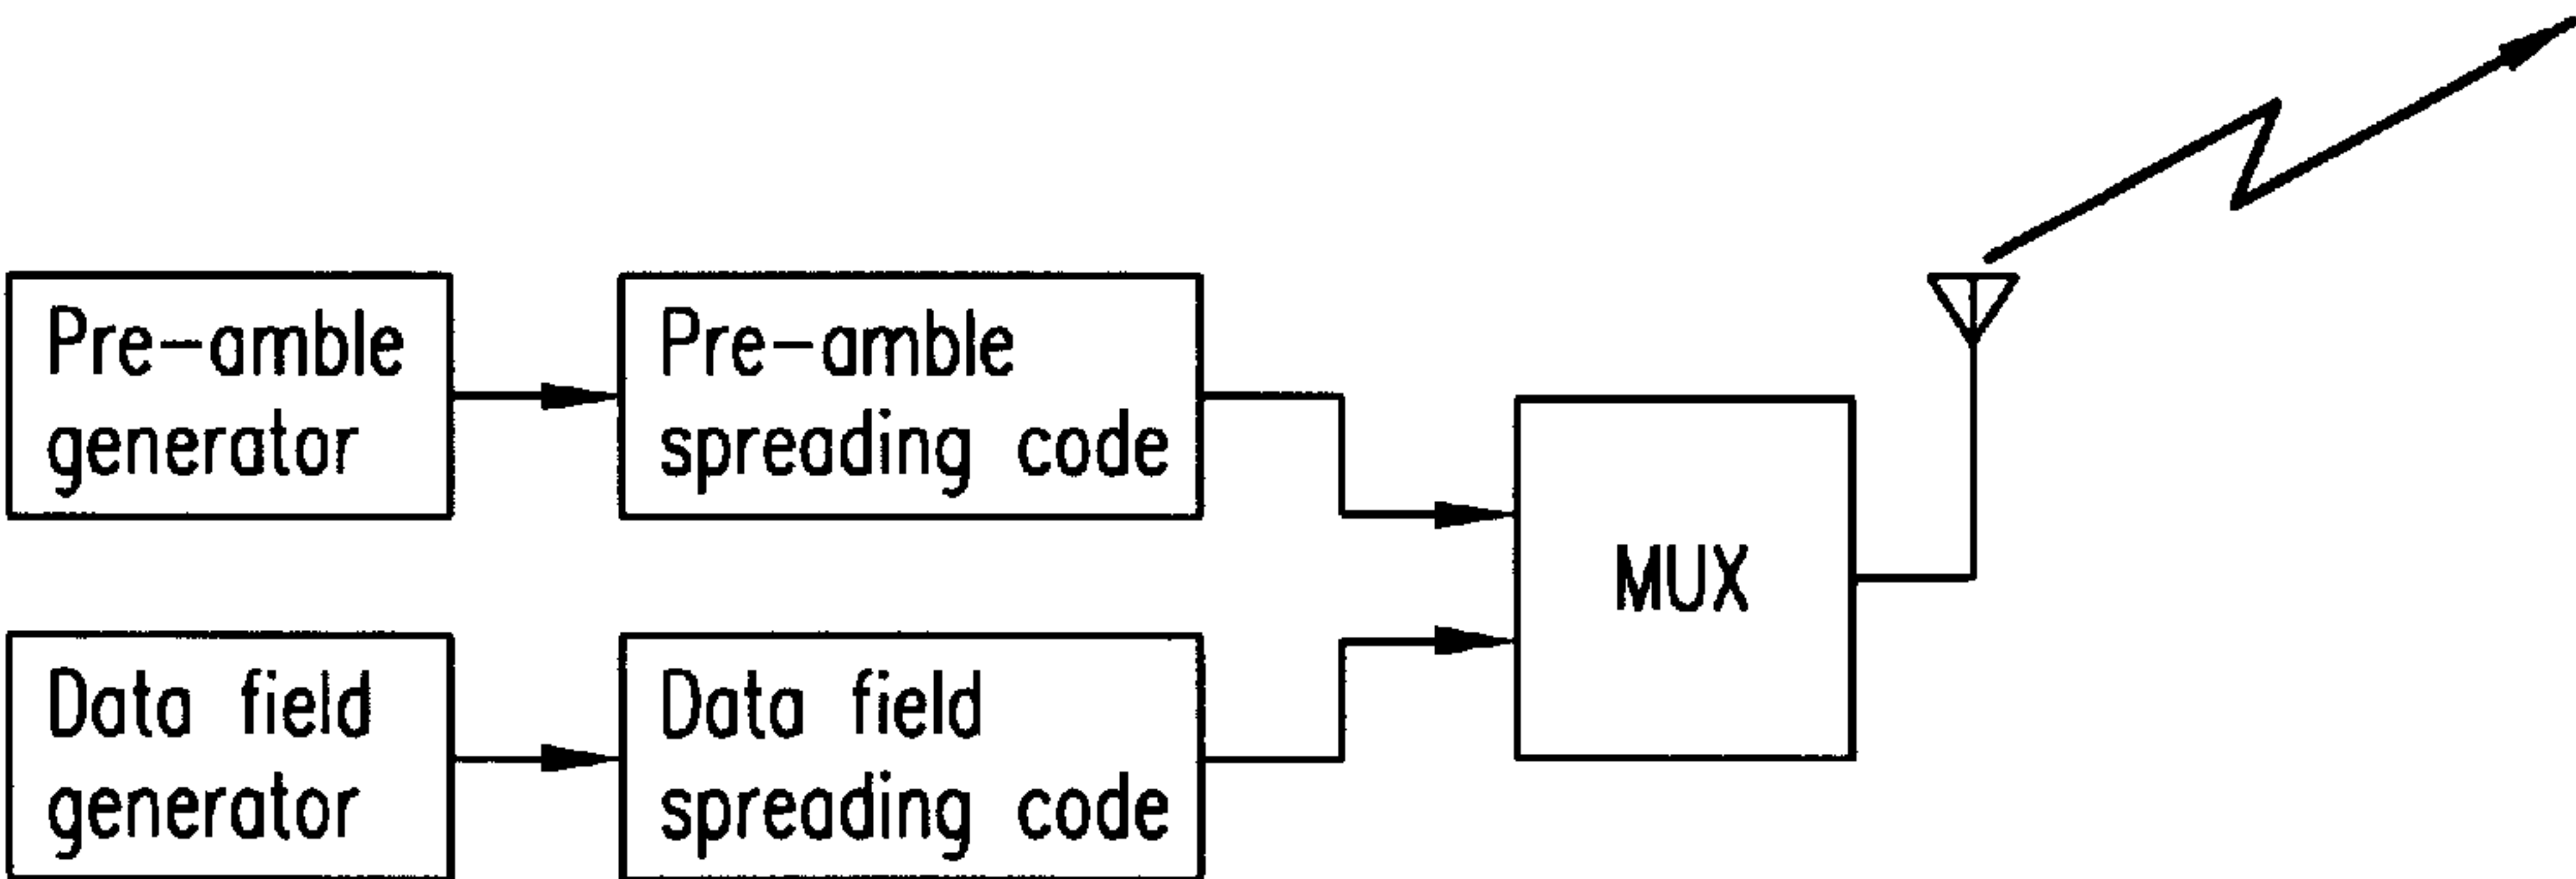 Pre-amble
generator
Pre-amble
spreading code
MUX
Data field
generator
Data field
spreading code